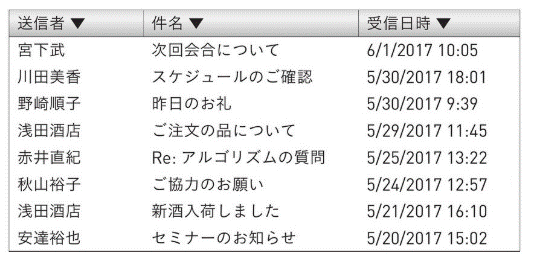 送信者 ▼ 件名 ▼ 受信日時 ▼
宮下武 次回会合について 6/1/2017 10:05
川田美香 スケジュールのご確認 5/30/2017 18:01
野崎順子 昨日のお礼 5/30/2017 9:39
浅田酒店 ご注文の品について 5/29/2017 11:45
赤井直紀 Re: アルゴリズムの質問 5/25/2017 13:22
秋山裕子 ご協力のお願い 5/24/2017 12:57
浅田酒店 新酒入荷しました 5/21/2017 16:10
安達裕也 セミナーのお知らせ 5/20/2017 15:02